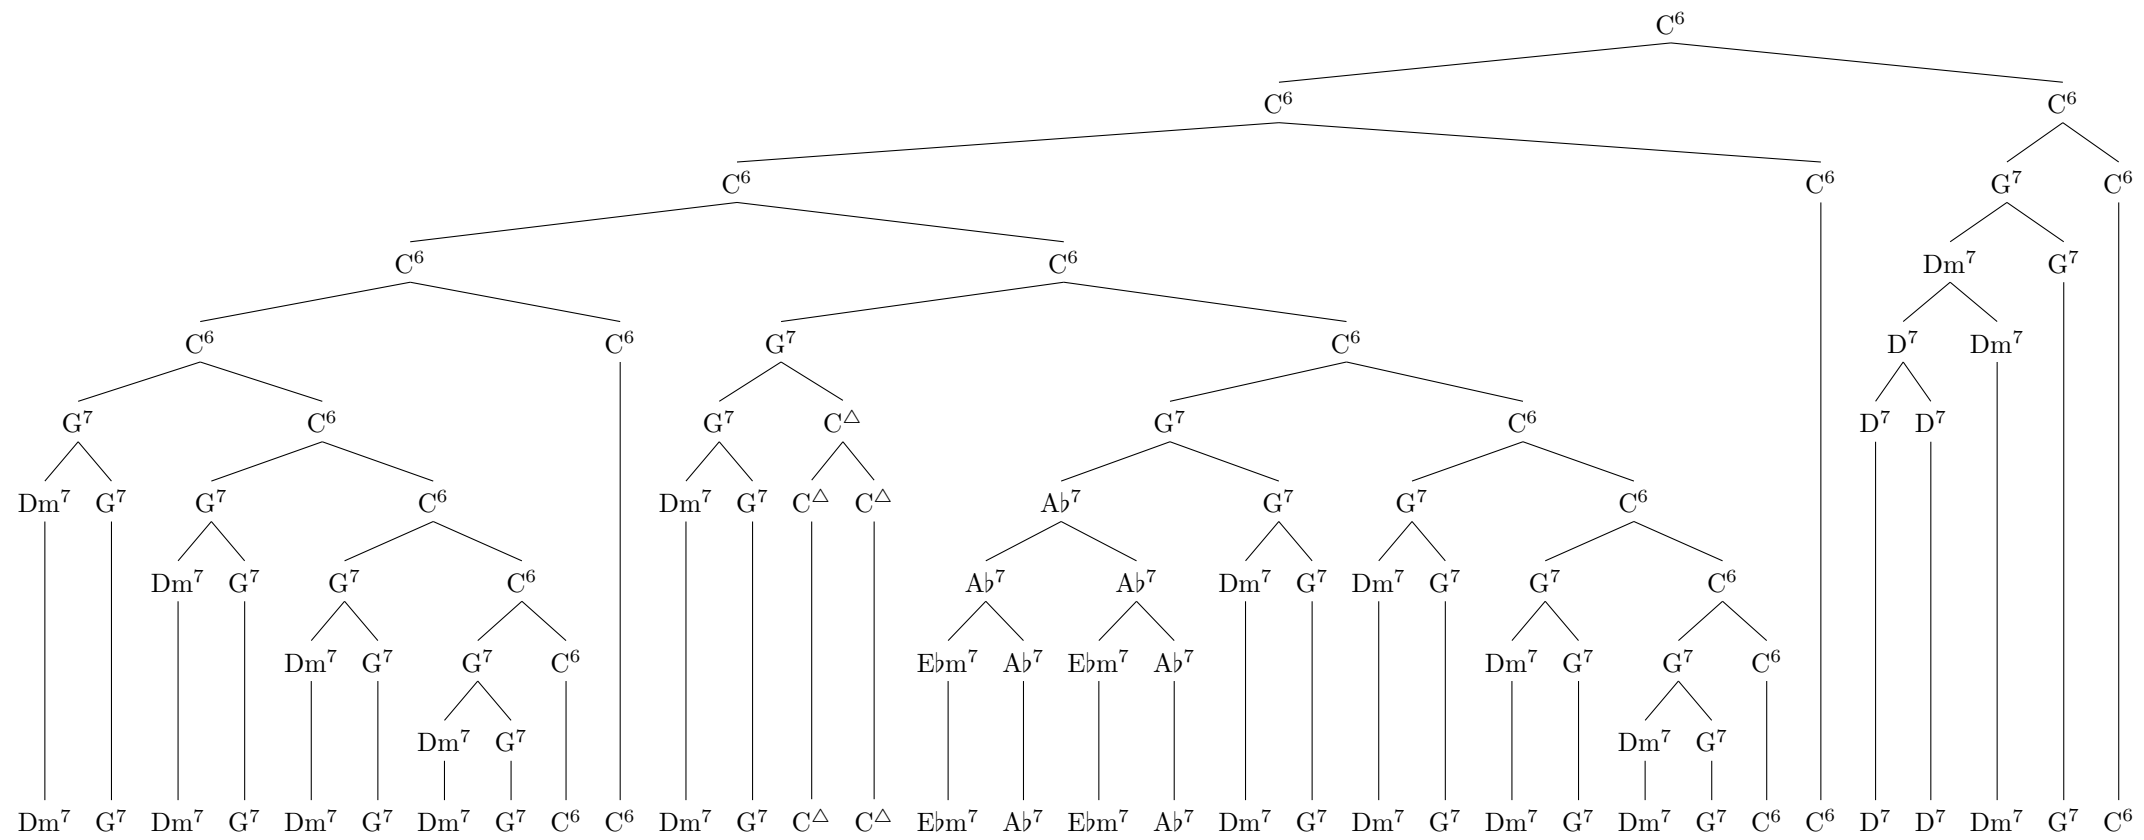 C⁶
C⁶ C⁶
C⁶ C⁶ G⁷ C⁶
C⁶ C⁶ Dm⁷ G⁷
C⁶ C⁶ G⁷ C⁶ D⁷ Dm⁷
G⁷ C⁶ G⁷ C△ G⁷ C⁶ D⁷ D⁷
Dm⁷ G⁷ G⁷ C⁶ Dm⁷ G⁷ C△ C△ A♭⁷ G⁷ G⁷ C⁶
Dm⁷ G⁷ G⁷ C⁶ A♭⁷ A♭⁷ Dm⁷ G⁷ Dm⁷ G⁷ G⁷ C⁶
Dm⁷ G⁷ G⁷ C⁶ E♭m⁷ A♭⁷ E♭m⁷ A♭⁷ Dm⁷ G⁷ G⁷ C⁶
Dm⁷ G⁷ Dm⁷ G⁷
Dm⁷ G⁷ Dm⁷ G⁷ Dm⁷ G⁷ Dm⁷ G⁷ C⁶ C⁶ Dm⁷ G⁷ C△ C△ E♭m⁷ A♭⁷ E♭m⁷ A♭⁷ Dm⁷ G⁷ Dm⁷ G⁷ Dm⁷ G⁷ Dm⁷ G⁷ C⁶ C⁶ D⁷ D⁷ Dm⁷ G⁷ C⁶